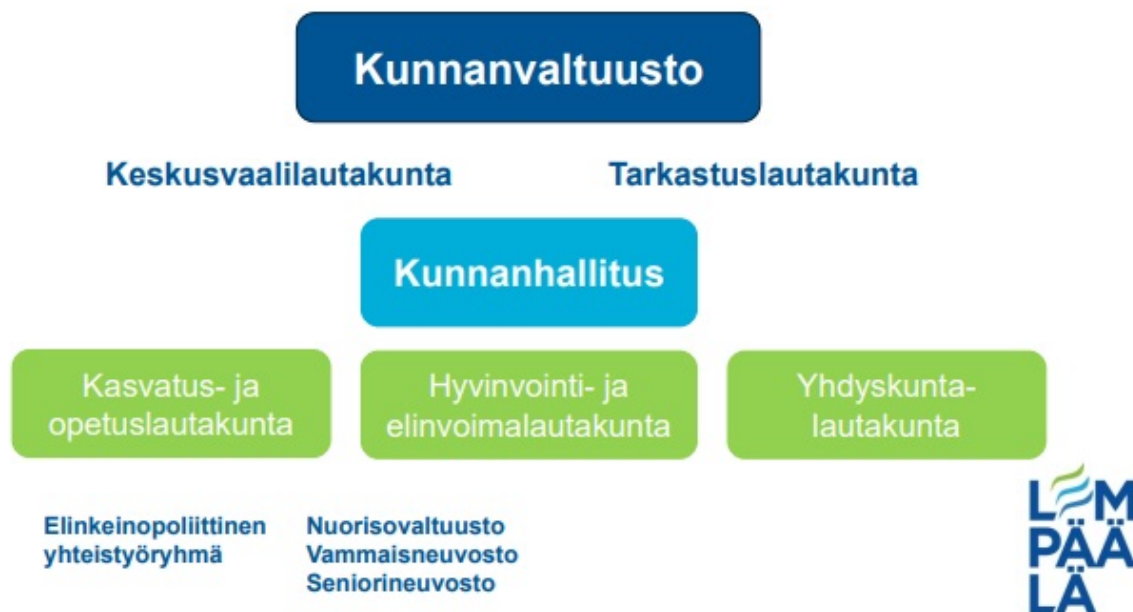 Kunnanvaltuusto
Keskusvaalilautakunta
Tarkastuslautakunta
Kunnanhallitus
Kasvatus- ja
opetuslautakunta
Hyvinvointi- ja
elinvoimalautakunta
Yhdyskunta-
lautakunta
Elinkeinopoliittinen
yhteistyöryhmä
Nuorisovaltuusto
Vammaisneuvosto
Seniorineuvosto
LEM
PÄÄ
LÄ